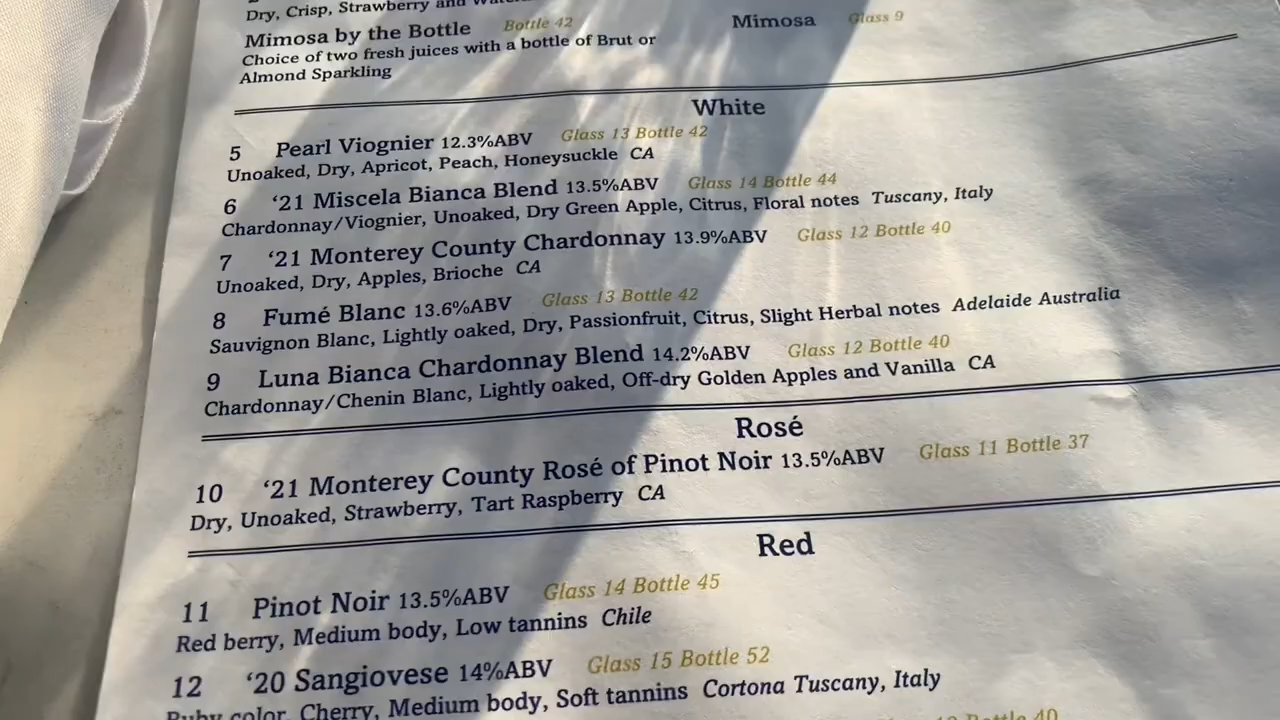 Dry, Crisp, Strawberry and
Mimosa by the Bottle Bottle 42 Mimosa Glass 9
Choice of two fresh juices with a bottle of Brut or
Almond Sparkling
White
5 Pearl Viognier 12.3%ABV Glass 13 Bottle 42
Unoaked, Dry, Apricot, Peach, Honeysuckle CA
6 ‘21 Miscela Bianca Blend 13.5%ABV Glass 14 Bottle 44
Chardonnay/Viognier, Unoaked, Dry Green Apple, Citrus, Floral notes Tuscany, Italy
7 ‘21 Monterey County Chardonnay 13.9%ABV Glass 12 Bottle 40
Unoaked, Dry, Apples, Brioche CA
8 Fumé Blanc 13.6%ABV Glass 13 Bottle 42
Sauvignon Blanc, Lightly oaked, Dry, Passionfruit, Citrus, Slight Herbal notes Adelaide Australia
9 Luna Bianca Chardonnay Blend 14.2%ABV Glass 12 Bottle 40
Chardonnay/Chenin Blanc, Lightly oaked, Off-dry Golden Apples and Vanilla CA
Rosé
10 ‘21 Monterey County Rosé of Pinot Noir 13.5%ABV Glass 11 Bottle 37
Dry, Unoaked, Strawberry, Tart Raspberry CA
Red
11 Pinot Noir 13.5%ABV Glass 14 Bottle 45
Red berry, Medium body, Low tannins Chile
12 ‘20 Sangiovese 14%ABV Glass 15 Bottle 52
Ruby color, Cherry, Medium body, Soft tannins Cortona Tuscany, Italy
Bottle 40